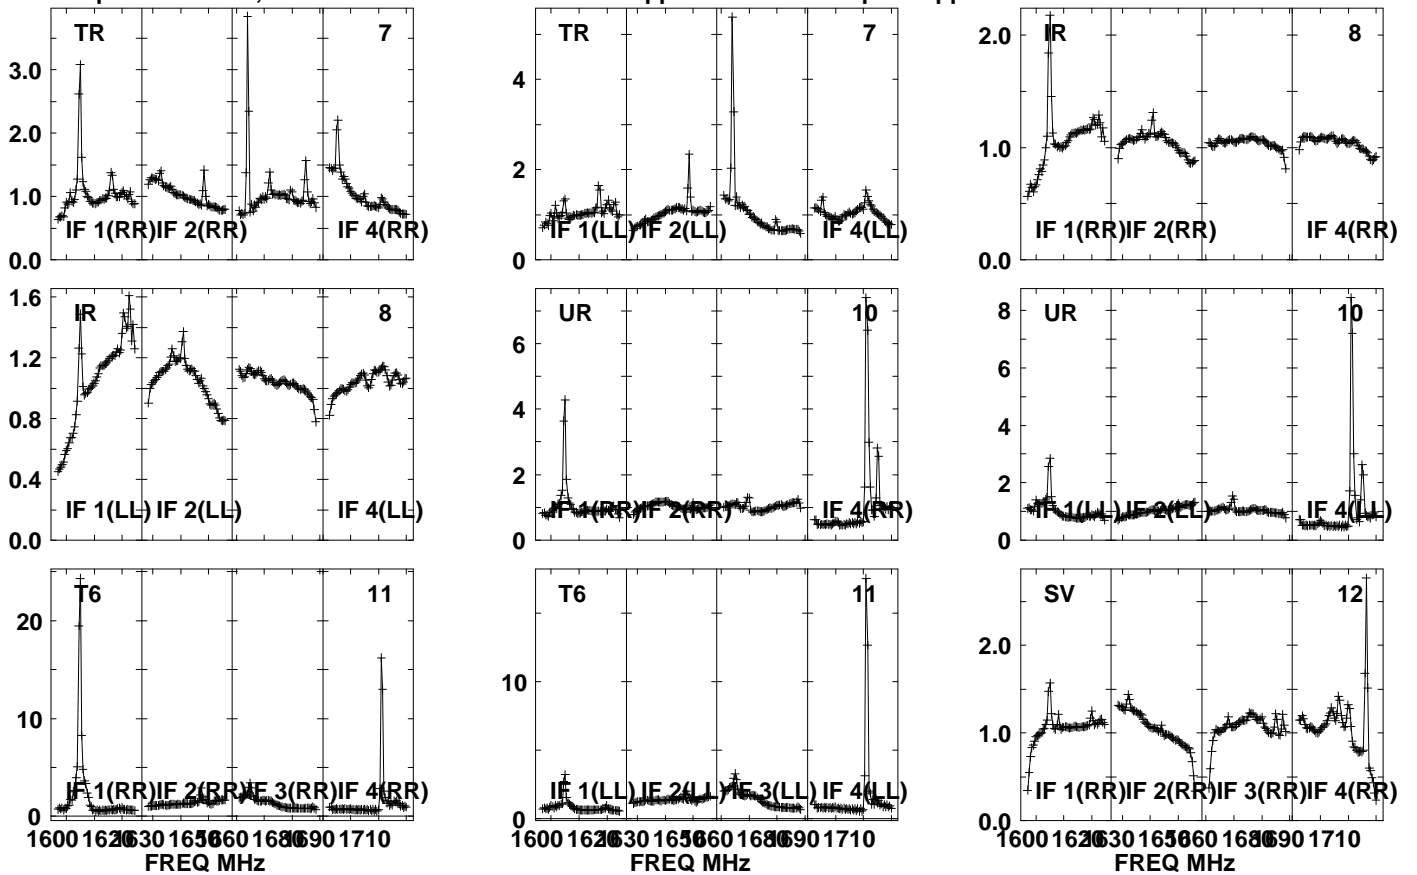 TR 7 TR 7 IR 8
3.0
2.0
1.0
0.0
IF 1(RR) IF 2(RR) IF 4(RR)
4
2
0
IF 1(LL) IF 2(LL) IF 4(LL)
2.0
1.0
0.0
IF 1(RR) IF 2(RR) IF 4(RR)
IR 8 UR 10 UR 10
1.6
1.2
0.8
0.4
0.0
IF 1(LL) IF 2(LL) IF 4(LL)
6
4
2
0
IF 1(RR) IF 2(RR) IF 4(RR)
8
6
4
2
0
IF 1(LL) IF 2(LL) IF 4(LL)
T6 11 T6 11 SV 12
20
10
0
IF 1(RR) IF 2(RR) IF 3(RR) IF 4(RR)
10
0
IF 1(LL) IF 2(LL) IF 3(LL) IF 4(LL)
2.0
1.0
0.0
IF 1(RR) IF 2(RR) IF 3(RR) IF 4(RR)
1600 1620 1630 1650 1660 1680 1690 1710
FREQ MHz
1600 1620 1630 1650 1660 1680 1690 1710
FREQ MHz
1600 1620 1630 1650 1660 1680 1690 1710
FREQ MHz